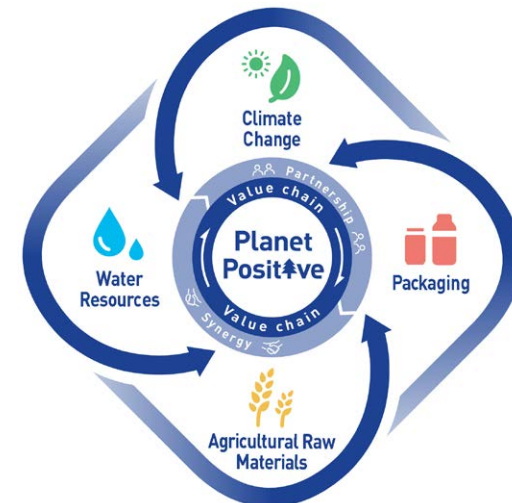 Climate
Change
Partnership
Value chain
Planet
Positive
Water
Resources
Packaging
Value chain
Synergy
Agricultural Raw
Materials